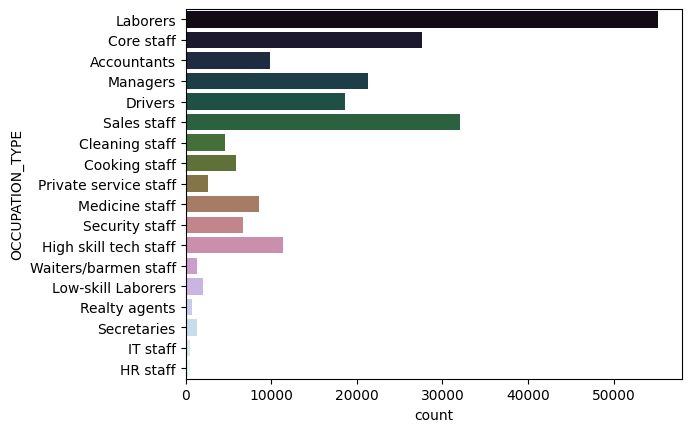 OCCUPATION_TYPE
Laborers
Core staff
Accountants
Managers
Drivers
Sales staff
Cleaning staff
Cooking staff
Private service staff
Medicine staff
Security staff
High skill tech staff
Waiters/barmen staff
Low-skill Laborers
Realty agents
Secretaries
IT staff
HR staff
0 10000 20000 30000 40000 50000
count